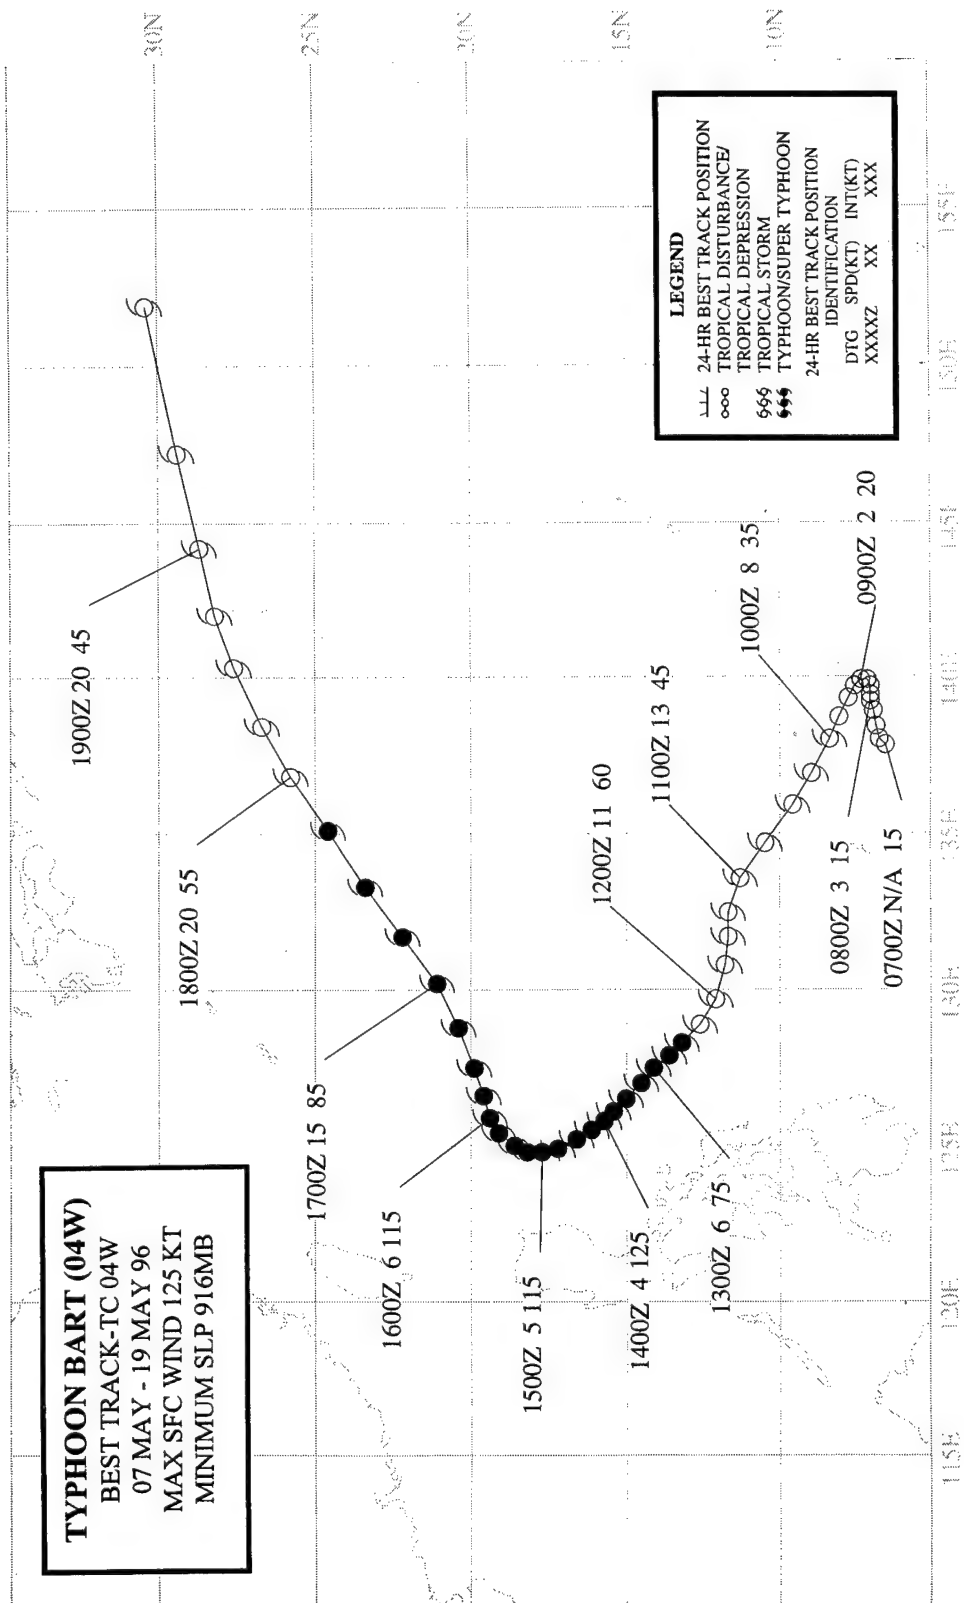 TYPHOON BART (04W)
BEST TRACK-TC 04W
07 MAY - 19 MAY 96
MAX SFC WIND 125 KT
MINIMUM SLP 916MB
1900Z 20 45
1800Z 20 55
1700Z 15 85
1600Z 6 115
1500Z 5 115
1400Z 4 125
1300Z 6 75
1200Z 11 60
1100Z 13 45
1000Z 8 35
0900Z 2 20
0800Z 3 15
0700Z N/A 15
LEGEND
24-HR BEST TRACK POSITION
TROPICAL DISTURBANCE/
TROPICAL DEPRESSION
TROPICAL STORM
TYPHOON/SUPER TYPHOON
24-HR BEST TRACK POSITION
IDENTIFICATION
DTG SPD(KT) INT(KT)
XXXXZ XX XXX
30N
25N
20N
15N
10N
115E
120E
125E
130E
135E
140E
145E
150E
155E